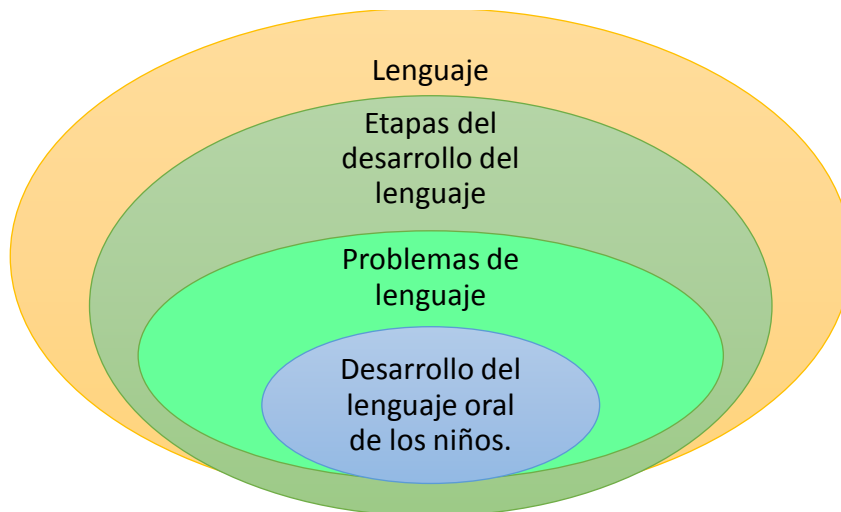 Lenguaje
Etapas del
desarrollo del
lenguaje
Problemas de
lenguaje
Desarrollo del
lenguaje oral
de los niños.